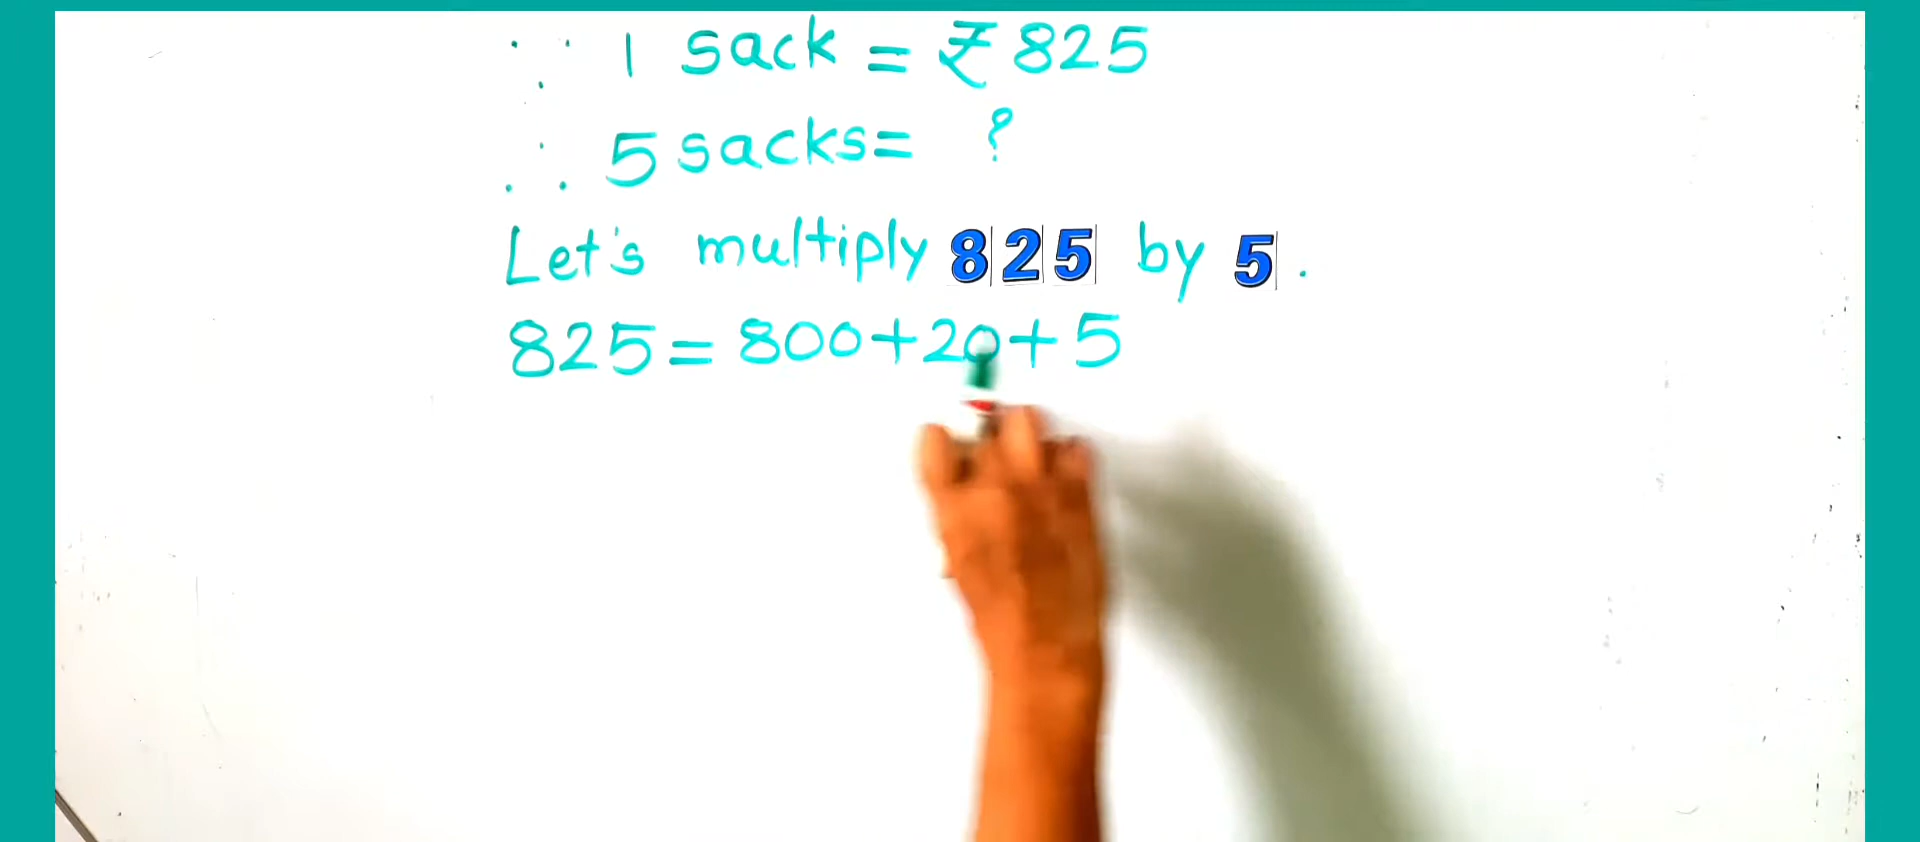 ∵ 1 sack = ₹825
∴ 5 sacks= ?
Let's multiply 825 by 5.
825=800+20+5